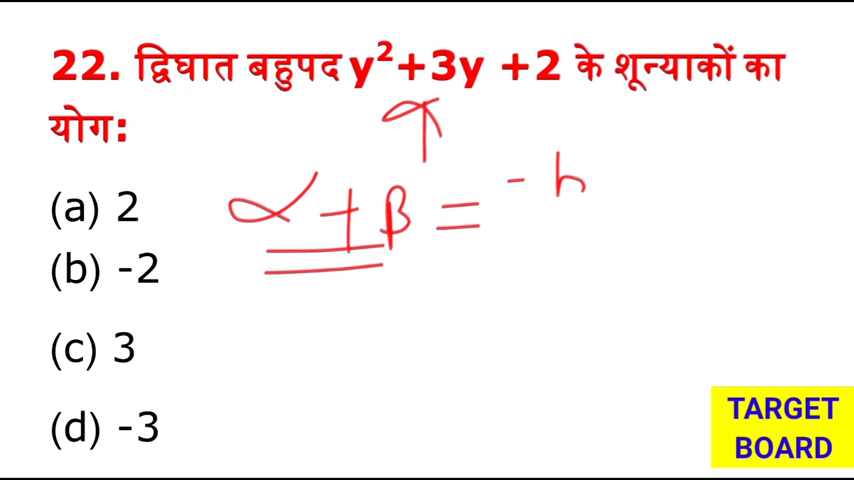 22. द्विघात बहुपद y²+3y +2 के शून्याकों का
योग:
(a) 2
α + β = - b
(b) -2
(c) 3
(d) -3
TARGET
BOARD